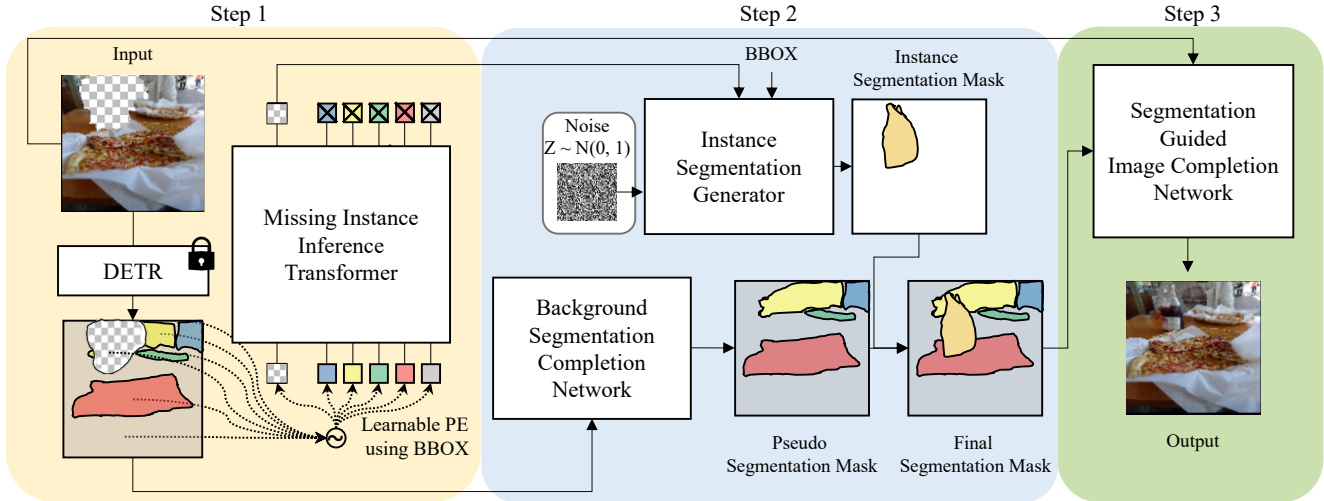 Step 1
Step 2
Step 3
Input
DETR
Missing Instance
Inference
Transformer
Learnable PE
using BBOX
BBOX
Noise
Z ~ N(0, 1)
Instance
Segmentation
Generator
Instance
Segmentation Mask
Background
Segmentation
Completion
Network
Pseudo
Segmentation Mask
Final
Segmentation Mask
Segmentation
Guided
Image Completion
Network
Output